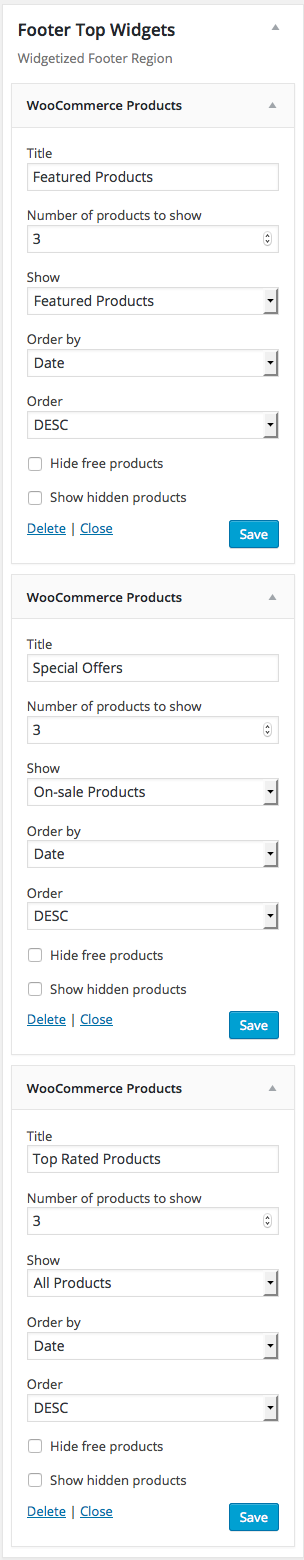 Footer Top Widgets
Widgetized Footer Region
WooCommerce Products
Title
Featured Products
Number of products to show
3
Show
Featured Products
Order by
Date
Order
DESC
Hide free products
Show hidden products
Delete | Close
Save
WooCommerce Products
Title
Special Offers
Number of products to show
3
Show
On-sale Products
Order by
Date
Order
DESC
Hide free products
Show hidden products
Delete | Close
Save
WooCommerce Products
Title
Top Rated Products
Number of products to show
3
Show
All Products
Order by
Date
Order
DESC
Hide free products
Show hidden products
Delete | Close
Save